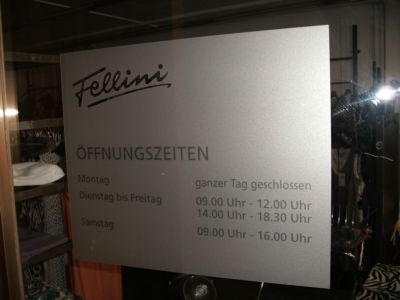 Fellini
ÖFFNUNGSZEITEN
Montag ganzer Tag geschlossen
Dienstag bis Freitag 09.00 Uhr - 12.00 Uhr
14.00 Uhr - 18.30 Uhr
Samstag 09.00 Uhr - 16.00 Uhr